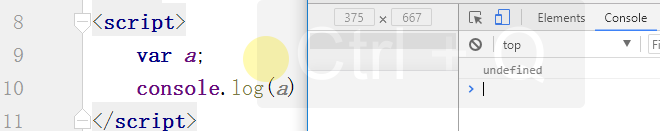 8 <script>
9 var a;
10 console.log(a)
11 </script>
Ctrl + Q
375 × 667
Elements Console
top ▼
undefined
>